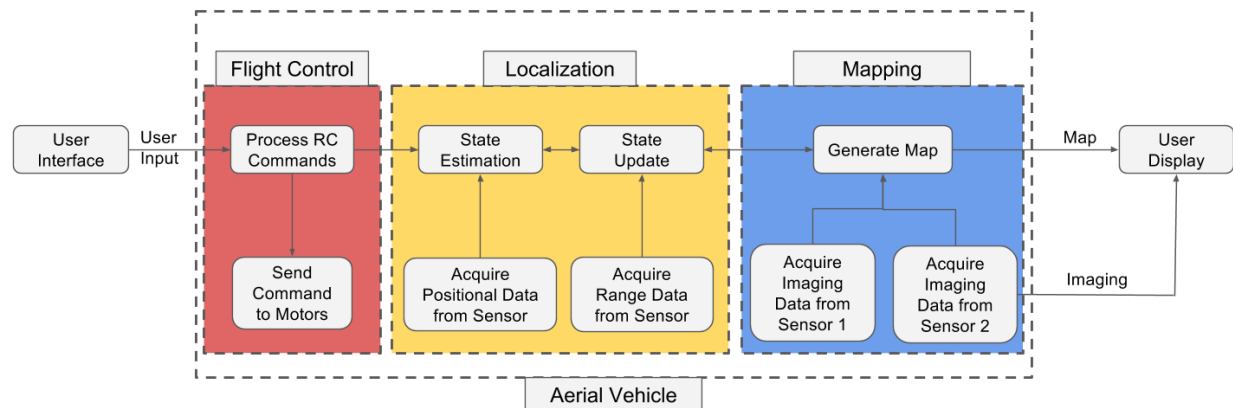 Flight Control
Localization
Mapping
User
Interface
User
Input
Process RC
Commands
State
Estimation
State
Update
Generate Map
Map
User
Display
Send
Command
to Motors
Acquire
Positional Data
from Sensor
Acquire
Range Data
from Sensor
Acquire
Imaging
Data from
Sensor 1
Acquire
Imaging
Data from
Sensor 2
Imaging
Aerial Vehicle